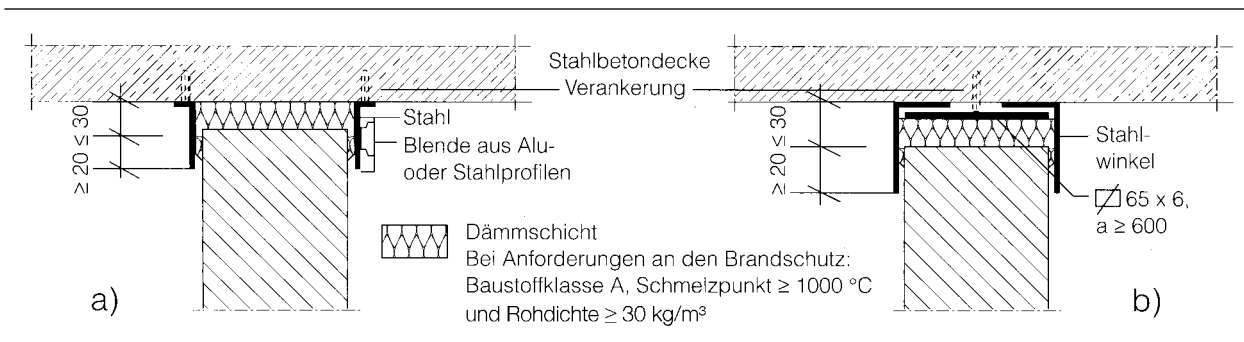 Stahlbetondecke
Verankerung
≥ 20 ≤ 30
Stahl
Blende aus Alu-
oder Stahlprofilen
Dämmschicht
Bei Anforderungen an den Brandschutz:
Baustoffklasse A, Schmelzpunkt ≥ 1000 °C
und Rohdichte ≥ 30 kg/m³
a)
≥ 20 ≤ 30
Stahl-
winkel
65 x 6,
a ≥ 600
b)